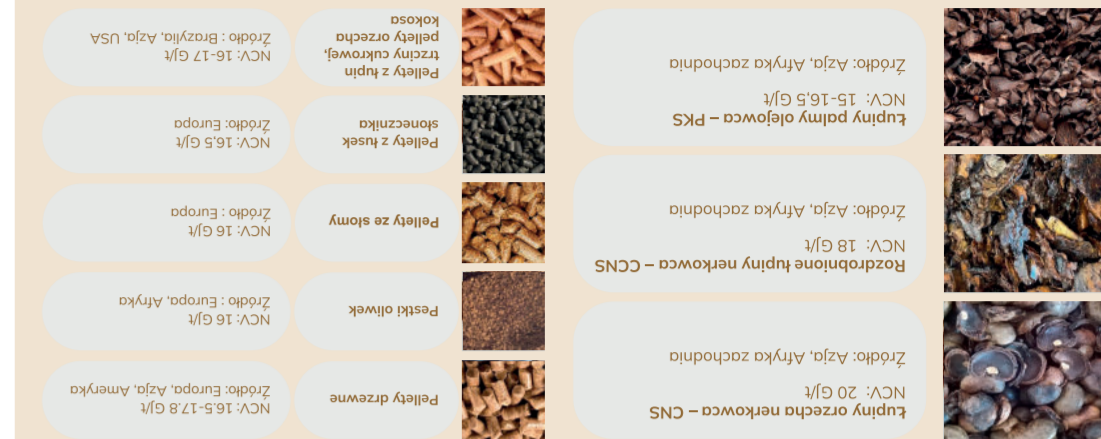 Łupiny orzecha nerkowca – CNS
NCV: 20 Gj/t
Źródło: Azja, Afryka zachodnia
Rozdrobnione łupiny nerkowca – CCNS
NCV: 18 Gj/t
Źródło: Azja, Afryka zachodnia
Łupiny palmy olejowca – PKS
NCV: 15-16,5 Gj/t
Źródło: Azja, Afryka zachodnia
Pellety drzewne
NCV: 16.5-17.8 Gj/t
Źródło: Europa, Azja, Ameryka
Pestki oliwek
NCV: 16 Gj/t
Źródło : Europa, Afryka
Pellety ze słomy
NCV: 16 Gj/t
Źródło : Europa
Pellety z łusek
słonecznika
NCV: 16,5 Gj/t
Źródło: Europa
Pellety z łupin
trzciny cukrowej,
pellety orzecha
kokosa
NCV: 16-17 Gj/t
Źródło : Brazylia, Azja, USA